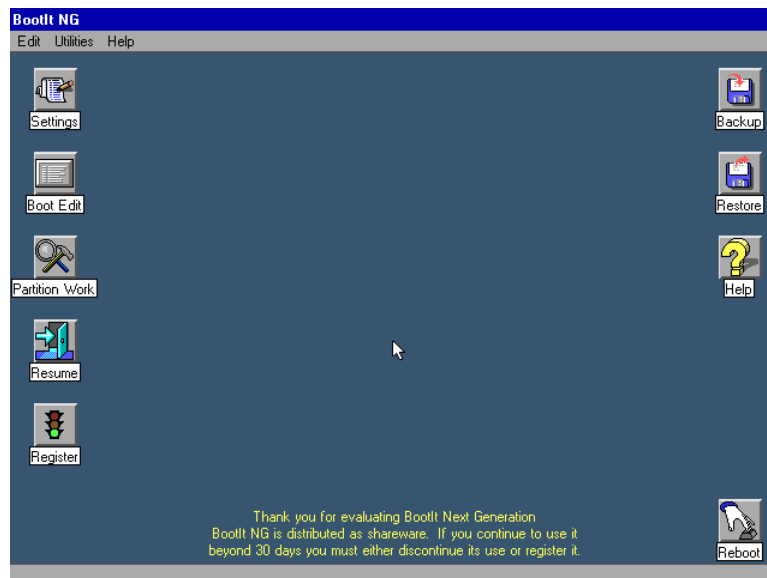 BootIt NG
Edit Utilities Help
Settings
Boot Edit
Partition Work
Resume
Register
Backup
Restore
Help
Reboot
Thank you for evaluating BootIt Next Generation
BootIt NG is distributed as shareware. If you continue to use it
beyond 30 days you must either discontinue its use or register it.